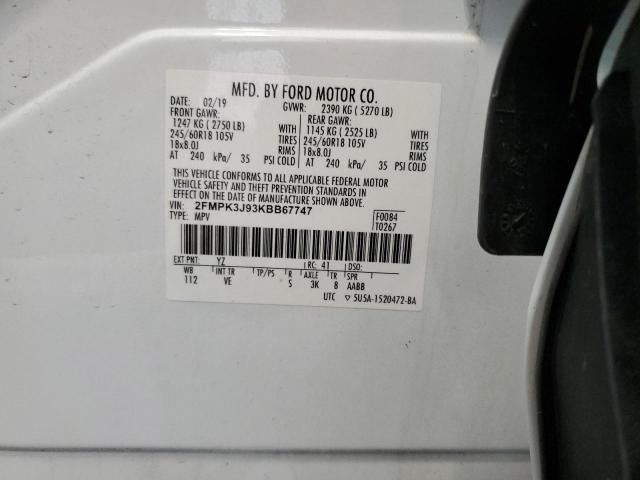 MFD. BY FORD MOTOR CO.
DATE: 02/19 GVWR: 2390 KG ( 5270 LB)
FRONT GAWR: REAR GAWR:
1247 KG ( 2750 LB) WITH 1145 KG ( 2525 LB) WITH
245/60R18 105V TIRES 245/60R18 105V TIRES
18x8.0J RIMS 18x8.0J RIMS
AT 240 kPa/ 35 PSI COLD AT 240 kPa/ 35 PSI COLD
THIS VEHICLE CONFORMS TO ALL APPLICABLE FEDERAL MOTOR
VEHICLE SAFETY AND THEFT PREVENTION STANDARDS IN
EFFECT ON THE DATE OF MANUFACTURE SHOWN ABOVE.
VIN: 2FMPK3J93KBB67747 F0084
TYPE: MPV T0267
EXT PNT: YZ RC: 41 DSO:
WB INT TR TP/PS R AXLE TR SPR
112 VE S 3K 8 AABB
UTC ▽ 5U5A-1520472-BA